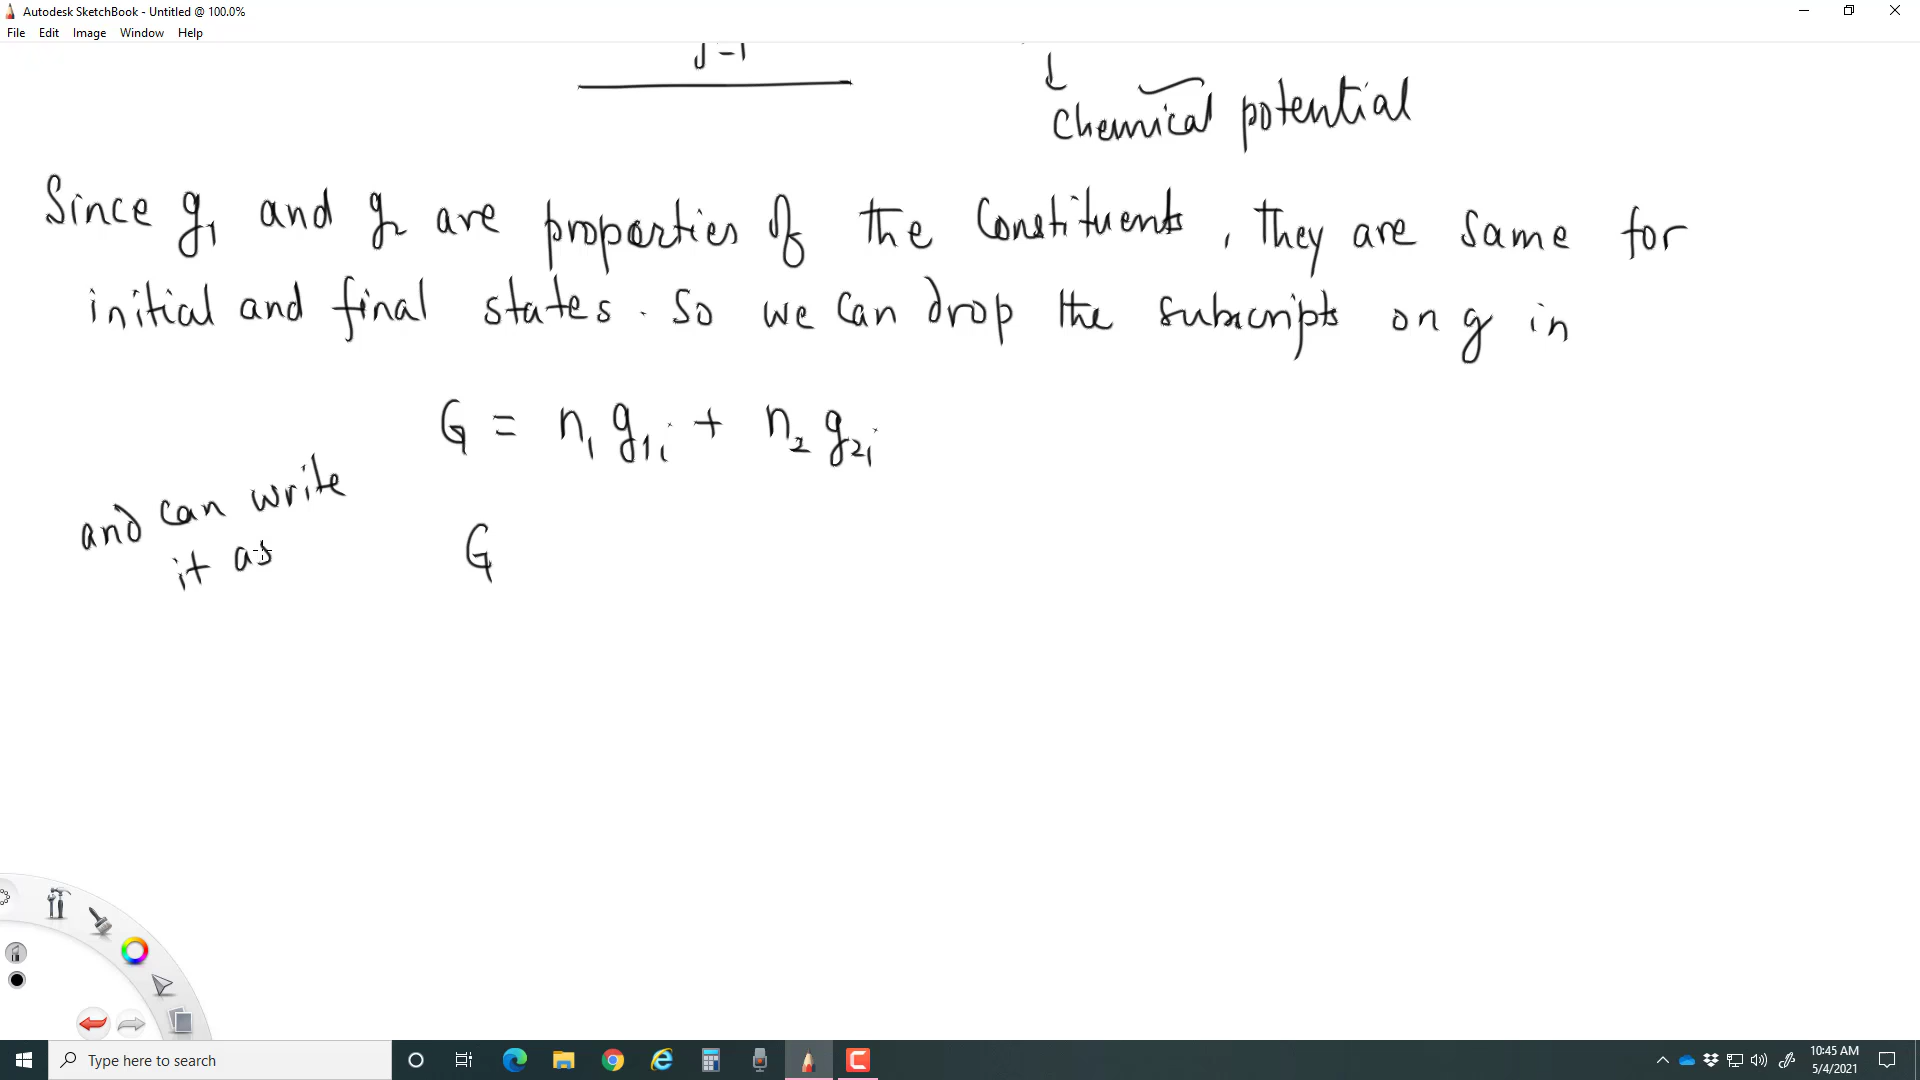 Autodesk SketchBook - Untitled @ 100.0%
File Edit Image Window Help
j=1
chemical potential
Since g₁ and g₂ are properties of the constituents, they are same for
initial and final states. So we can drop the subscripts on g in
G = n₁ g₁ᵢ + n₂ g₂ᵢ
and can write
it as G
Type here to search
10:45 AM
5/4/2021